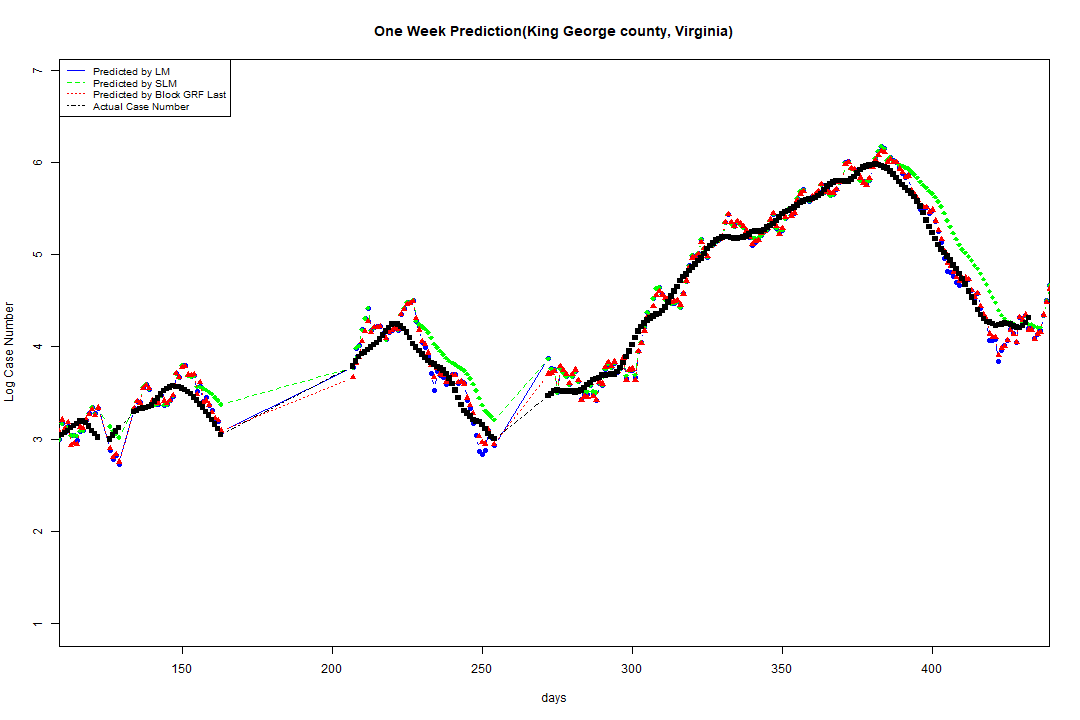 One Week Prediction(King George county, Virginia)
Predicted by LM
Predicted by SLM
Predicted by Block GRF Last
Actual Case Number
7
6
5
4
3
2
1
Log Case Number
150 200 250 300 350 400
days